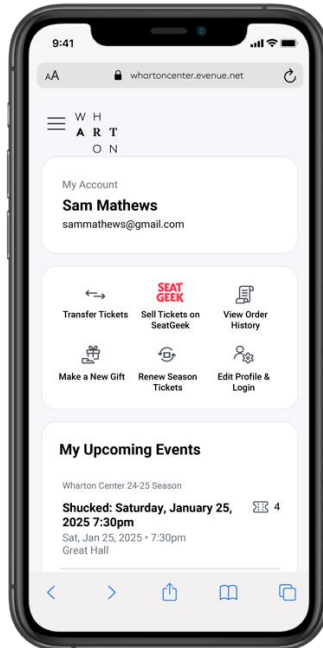 9:41
AA whartoncenter.evenue.net
W H
A R T
O N
My Account
Sam Mathews
sammathews@gmail.com
Transfer Tickets
SEAT
GEEK
Sell Tickets on
SeatGeek
View Order
History
Make a New Gift
Renew Season
Tickets
Edit Profile &
Login
My Upcoming Events
Wharton Center 24-25 Season
Shucked: Saturday, January 25, 4
2025 7:30pm
Sat, Jan 25, 2025 • 7:30pm
Great Hall